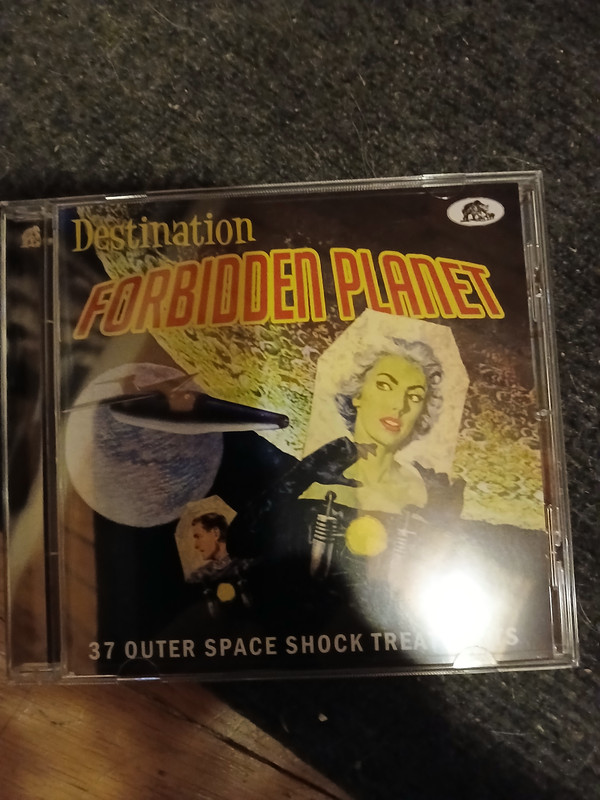 Destination
FORBIDDEN PLANET
37 OUTER SPACE SHOCK